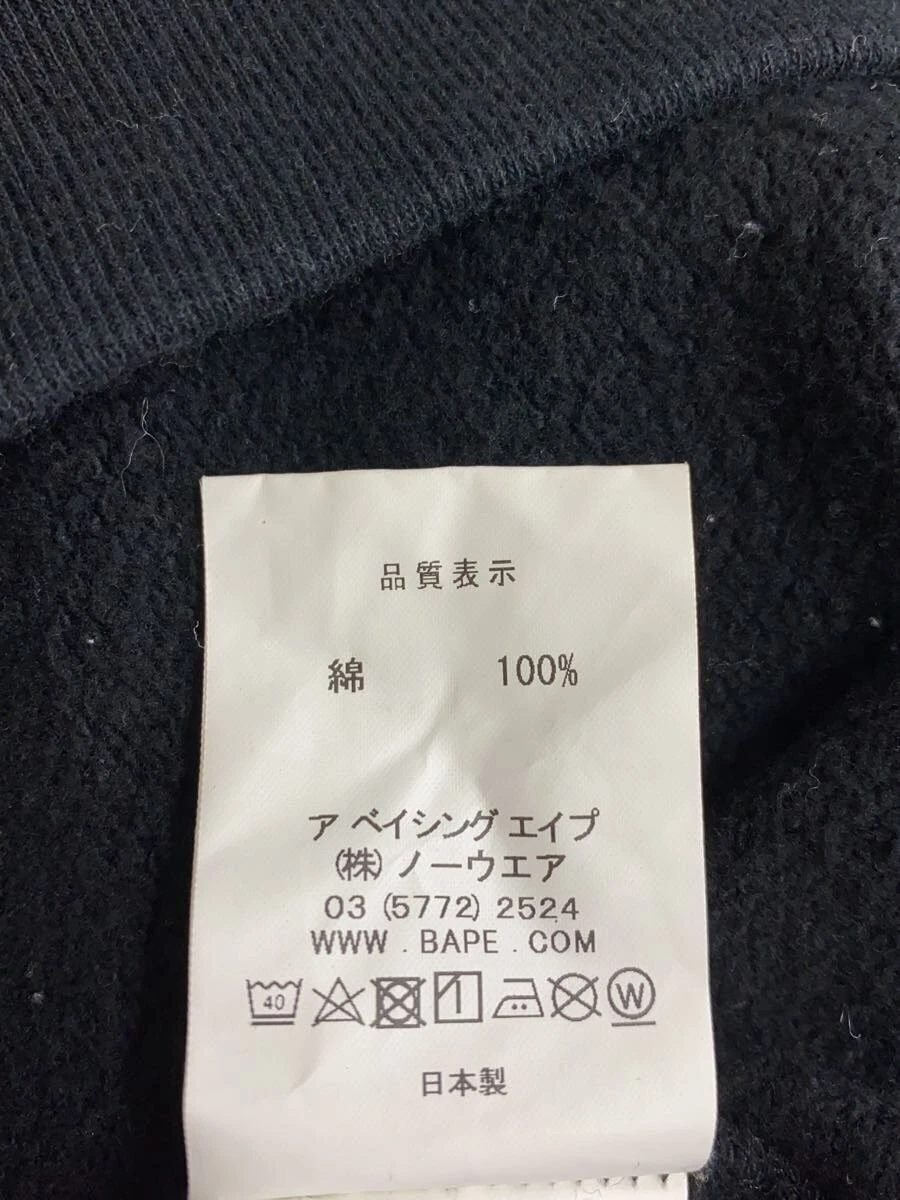 品質表示
綿 100%
ア ベイシング エイプ
(株) ノーウエア
03 (5772) 2524
WWW . BAPE . COM
40 W
日本製